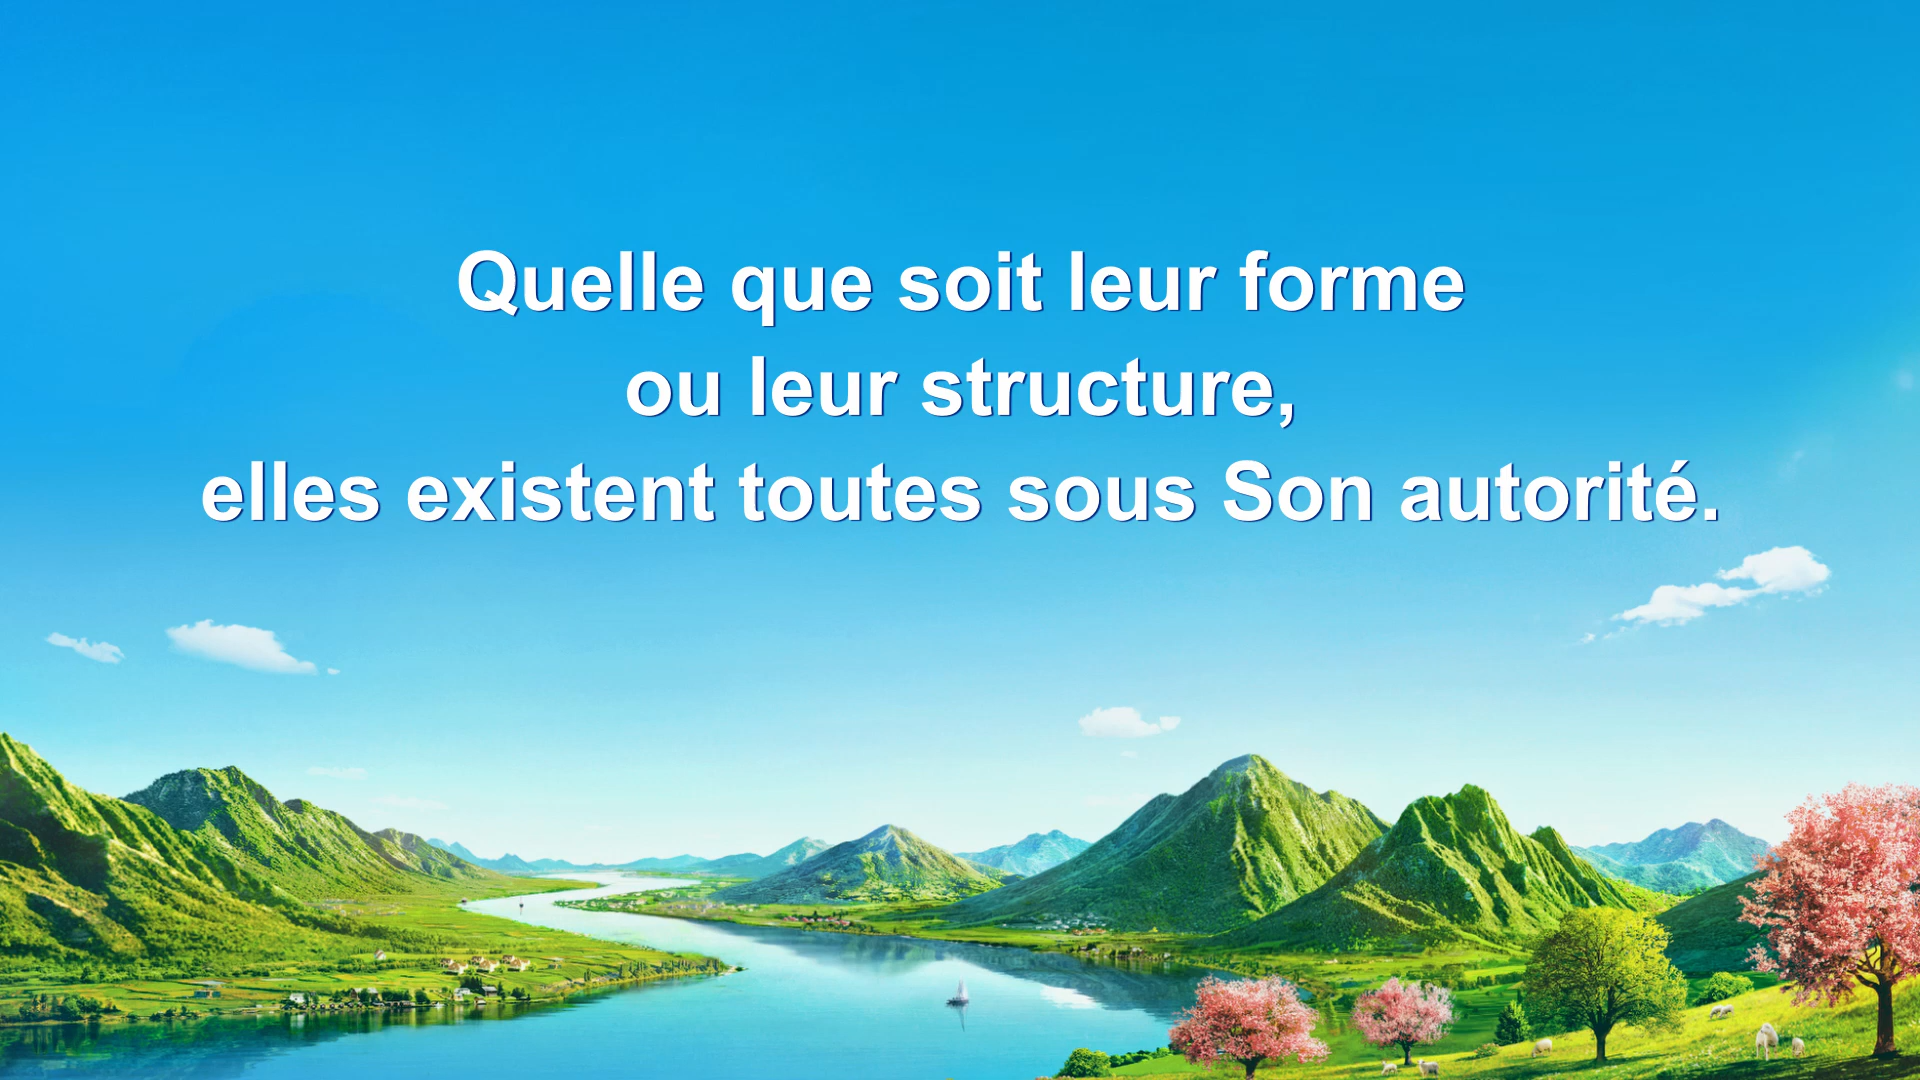 Quelle que soit leur forme
ou leur structure,
elles existent toutes sous Son autorité.